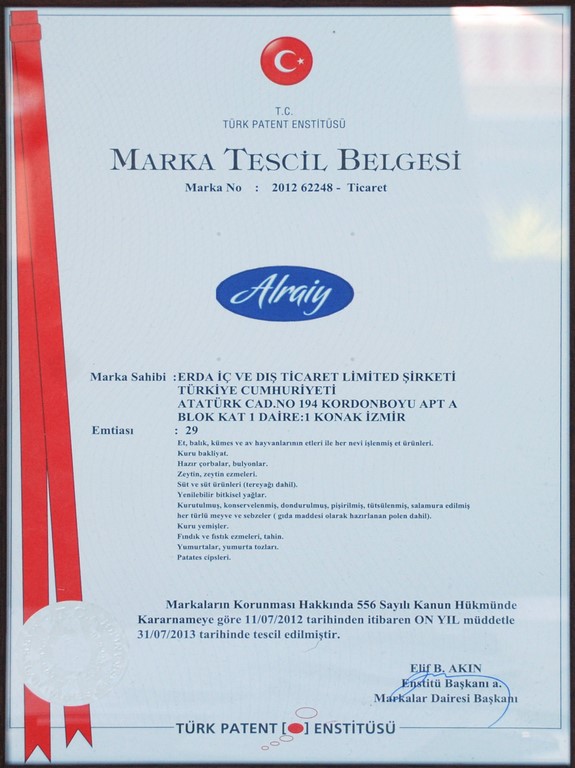 T.C.
TÜRK PATENT ENSTİTÜSÜ
MARKA TESCİL BELGESİ
Marka No : 2012 62248 - Ticaret
Alraiy
Marka Sahibi :ERDA İÇ VE DIŞ TİCARET LİMİTED ŞİRKETİ
TÜRKİYE CUMHURİYETİ
ATATÜRK CAD.NO 194 KORDONBOYU APT A
BLOK KAT 1 DAİRE:1 KONAK İZMİR
Emtiası : 29
Et, balık, kümes ve av hayvanlarının etleri ile her nevi işlenmiş et ürünleri.
Kuru bakliyat.
Hazır çorbalar, bulyonlar.
Zeytin, zeytin ezmeleri.
Süt ve süt ürünleri (tereyağı dahil).
Yenilebilir bitkisel yağlar.
Kurutulmuş, konservelenmiş, dondurulmuş, pişirilmiş, tütsülenmiş, salamura edilmiş
her türlü meyve ve sebzeler ( gıda maddesi olarak hazırlanan polen dahil).
Kuru yemişler.
Fındık ve fıstık ezmeleri, tahin.
Yumurtalar, yumurta tozları.
Patates cipsleri.
Markaların Korunması Hakkında 556 Sayılı Kanun Hükmünde
Kararnameye göre 11/07/2012 tarihinden itibaren ON YIL müddetle
31/07/2013 tarihinde tescil edilmiştir.
Elif B. AKIN
Enstitü Başkanı a.
Markalar Dairesi Başkanı
TÜRK PATENT [ ] ENSTİTÜSÜ